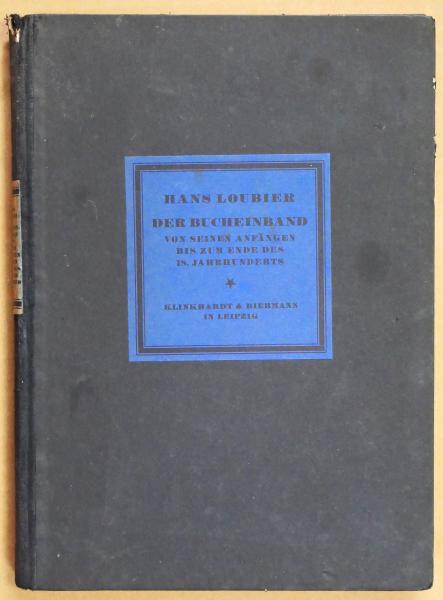 HANS LOUBIER
DER BUCHEINBAND
VON SEINEN ANFÄNGEN
BIS ZUM ENDE DES
18. JAHRHUNDERTS
KLINKHARDT & BIERMANN
IN LEIPZIG